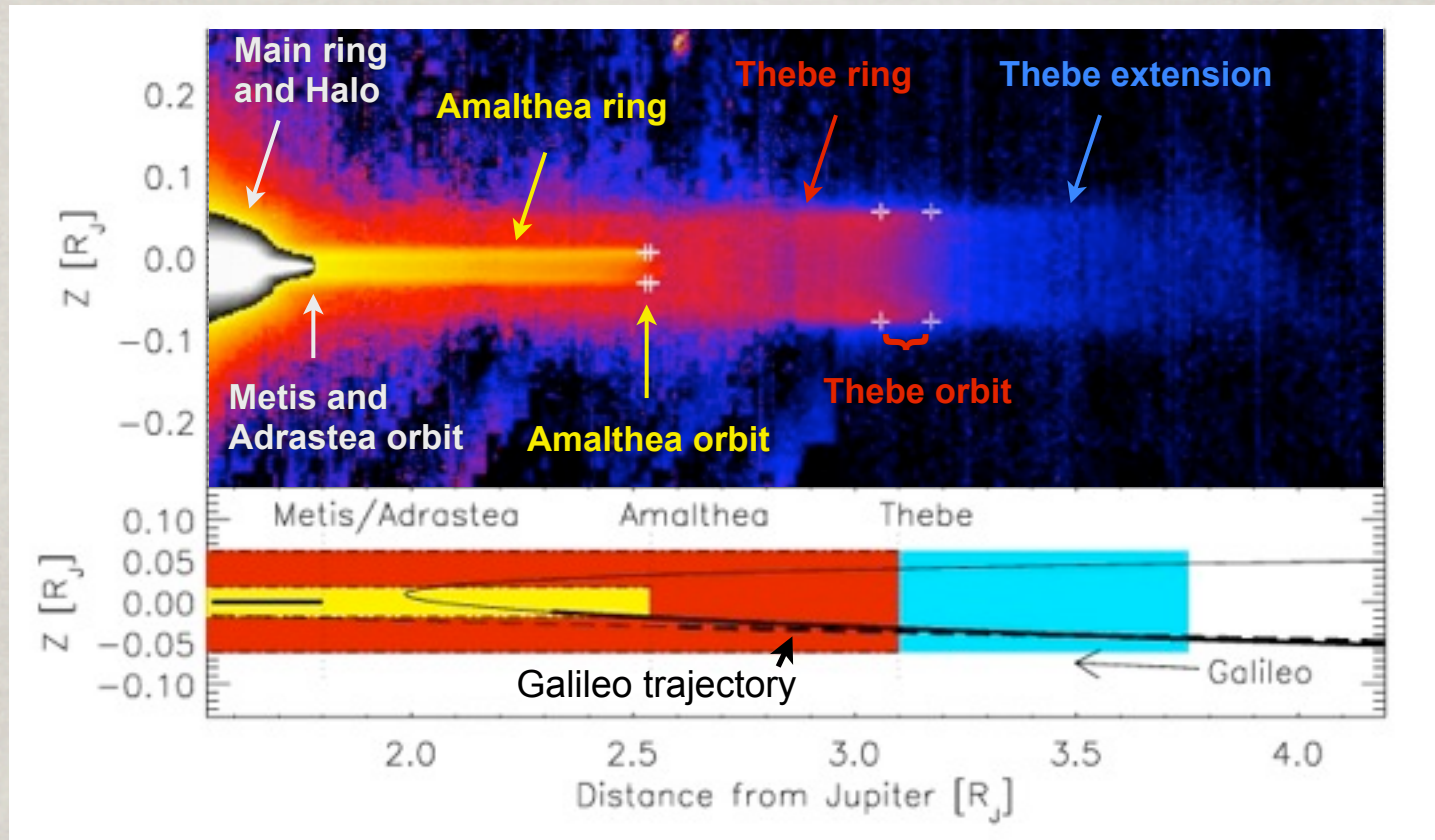 Main ring
and Halo
Amalthea ring
Thebe ring
Thebe extension
0.2
0.1
0.0
−0.1
−0.2
Z [R_J]
Metis and
Adrastea orbit
Amalthea orbit
Thebe orbit
Metis/Adrastea
Amalthea
Thebe
0.10
0.05
0.00
−0.05
−0.10
Z [R_J]
Galileo trajectory
Galileo
2.0 2.5 3.0 3.5 4.0
Distance from Jupiter [R_J]